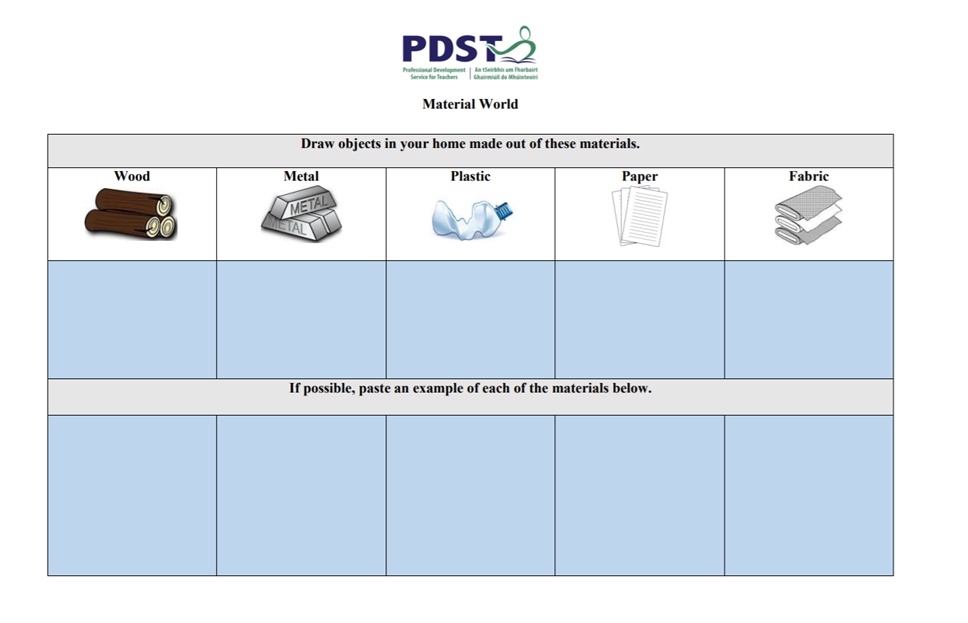 PDST
Professional Development
Service for Teachers
An tSeirbhís um Fhorbairt
Ghairmiúil do Mhúinteoirí
Material World
Draw objects in your home made out of these materials.
Wood Metal Plastic Paper Fabric
METAL
METAL
If possible, paste an example of each of the materials below.